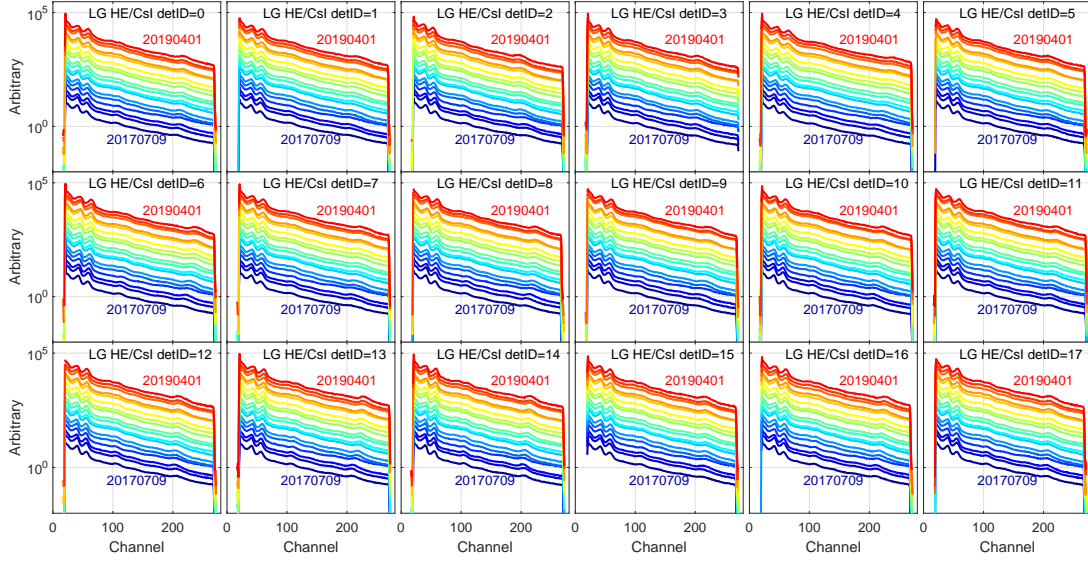 LG HE/CsI detID=0
20190401
20170709
LG HE/CsI detID=1
20190401
20170709
LG HE/CsI detID=2
20190401
20170709
LG HE/CsI detID=3
20190401
20170709
LG HE/CsI detID=4
20190401
20170709
LG HE/CsI detID=5
20190401
20170709
10^5
10^0
Arbitrary
LG HE/CsI detID=6
20190401
20170709
LG HE/CsI detID=7
20190401
20170709
LG HE/CsI detID=8
20190401
20170709
LG HE/CsI detID=9
20190401
20170709
LG HE/CsI detID=10
20190401
20170709
LG HE/CsI detID=11
20190401
20170709
10^5
10^0
Arbitrary
LG HE/CsI detID=12
20190401
20170709
LG HE/CsI detID=13
20190401
20170709
LG HE/CsI detID=14
20190401
20170709
LG HE/CsI detID=15
20190401
20170709
LG HE/CsI detID=16
20190401
20170709
LG HE/CsI detID=17
20190401
20170709
10^5
10^0
Arbitrary
0 100 200
0 100 200
0 100 200
0 100 200
0 100 200
0 100 200
Channel
Channel
Channel
Channel
Channel
Channel